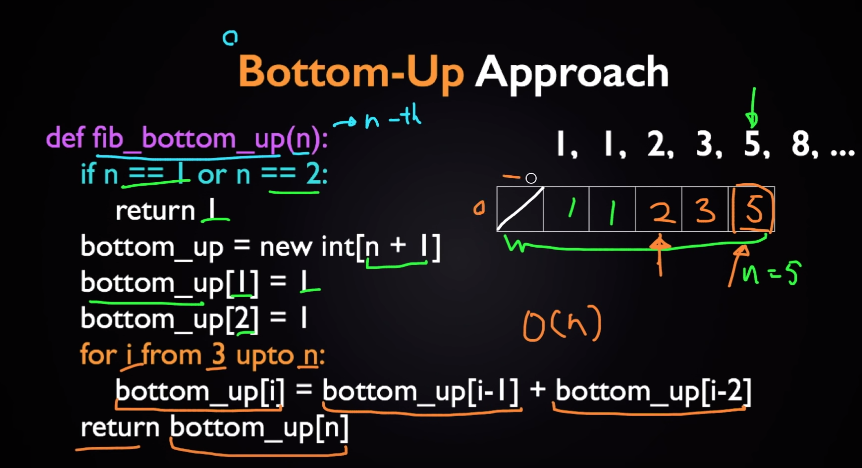 Bottom-Up Approach
def fib_bottom_up(n): → n-th
1, 1, 2, 3, 5, 8, ...
if n == 1 or n == 2:
return 1
1 1 2 3 5
bottom_up = new int[n + 1]
n = 5
bottom_up[1] = 1
bottom_up[2] = 1
O(n)
for i from 3 upto n:
bottom_up[i] = bottom_up[i-1] + bottom_up[i-2]
return bottom_up[n]